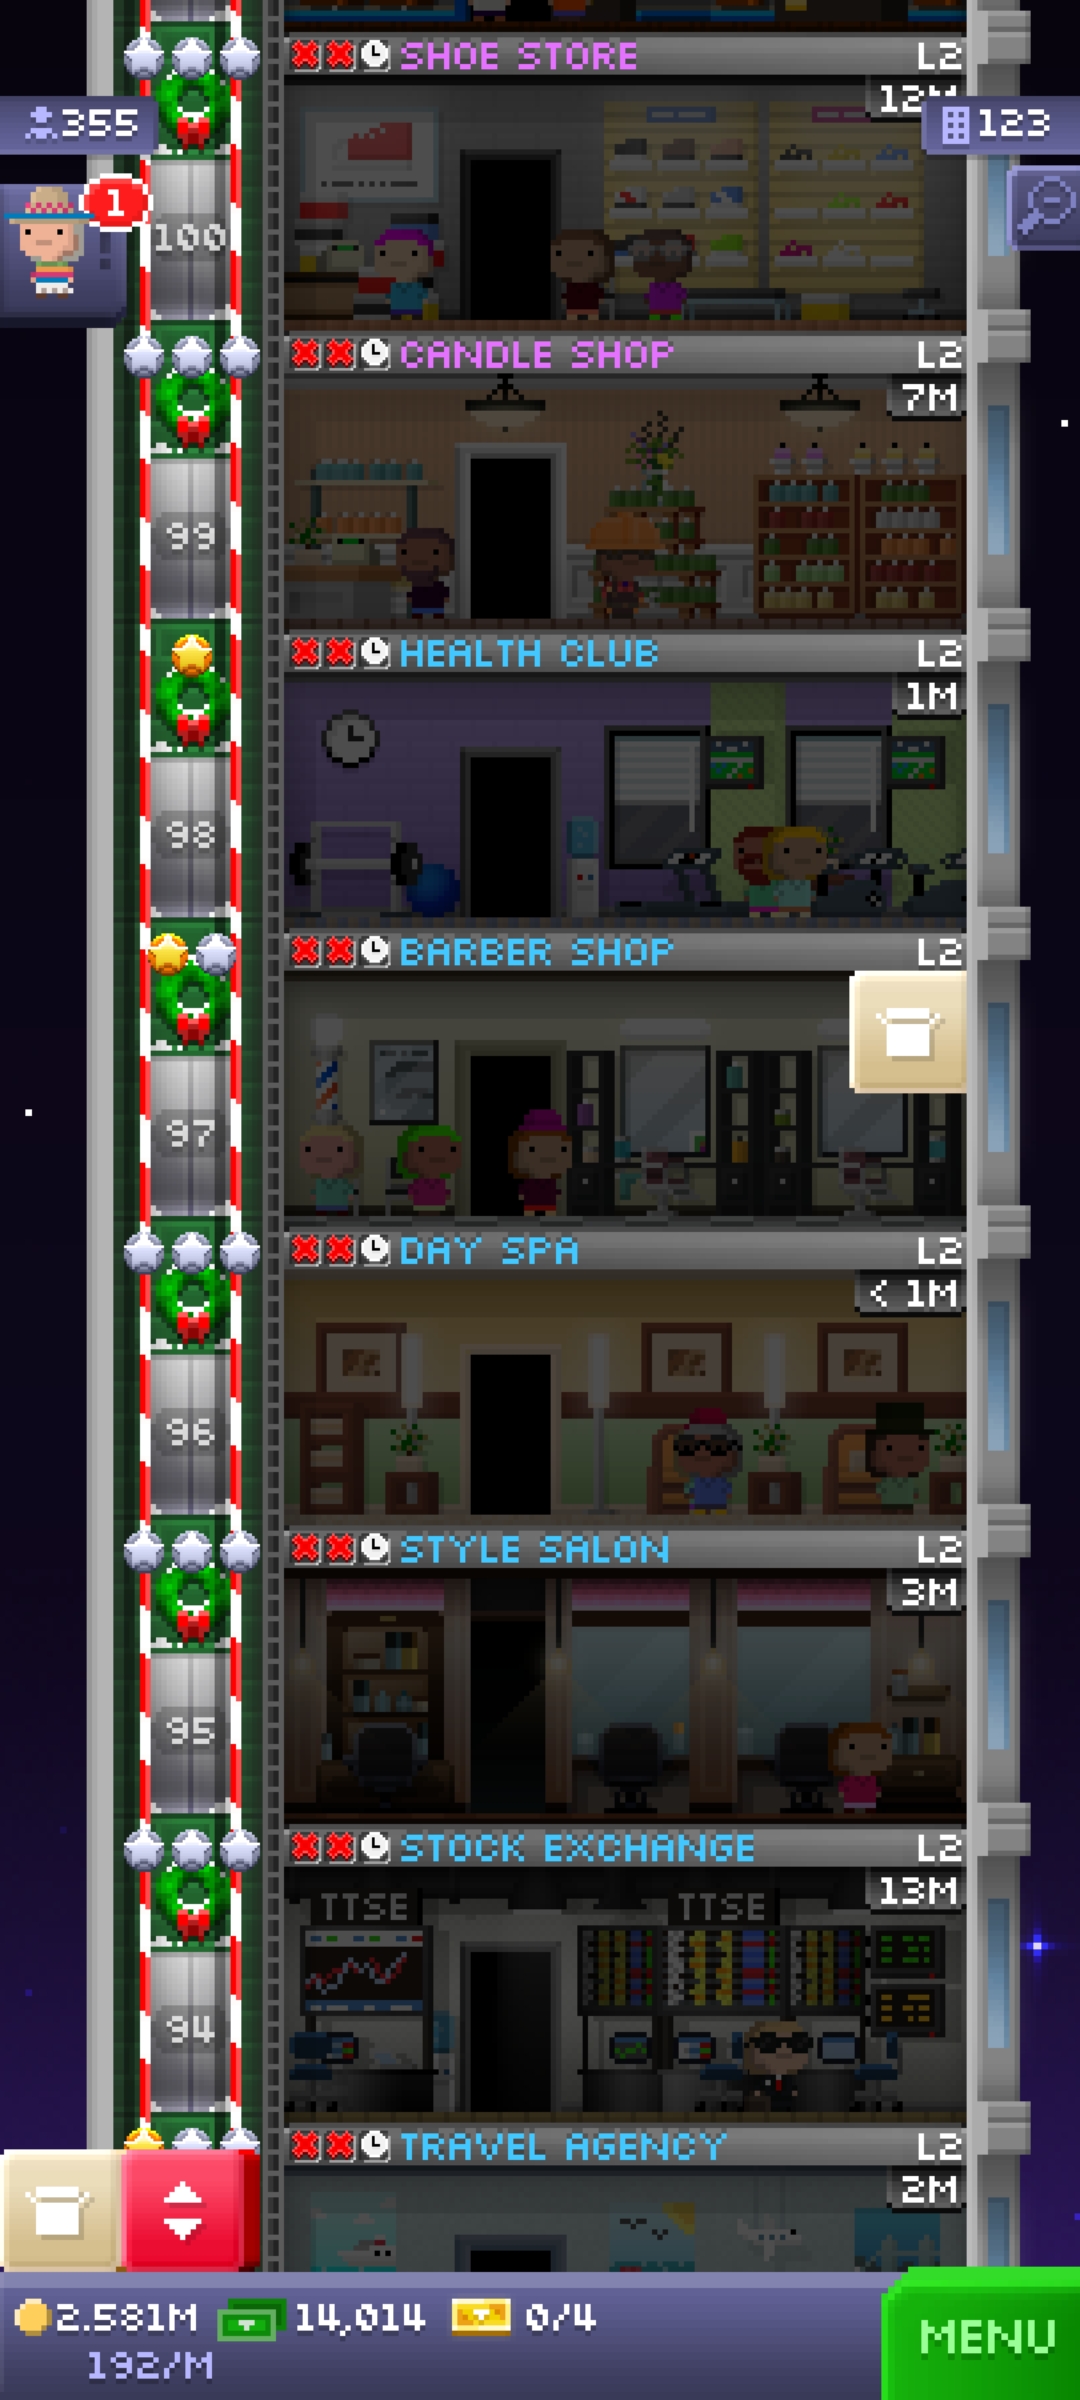 SHOE STORE L2
12M
355
123
1
100
CANDLE SHOP L2
7M
99
HEALTH CLUB L2
1M
98
BARBER SHOP L2
97
DAY SPA L2
< 1M
96
STYLE SALON L2
3M
95
STOCK EXCHANGE L2
13M
TTSE TTSE
94
TRAVEL AGENCY L2
2M
2.581M 14,014 0/4
192/M
MENU